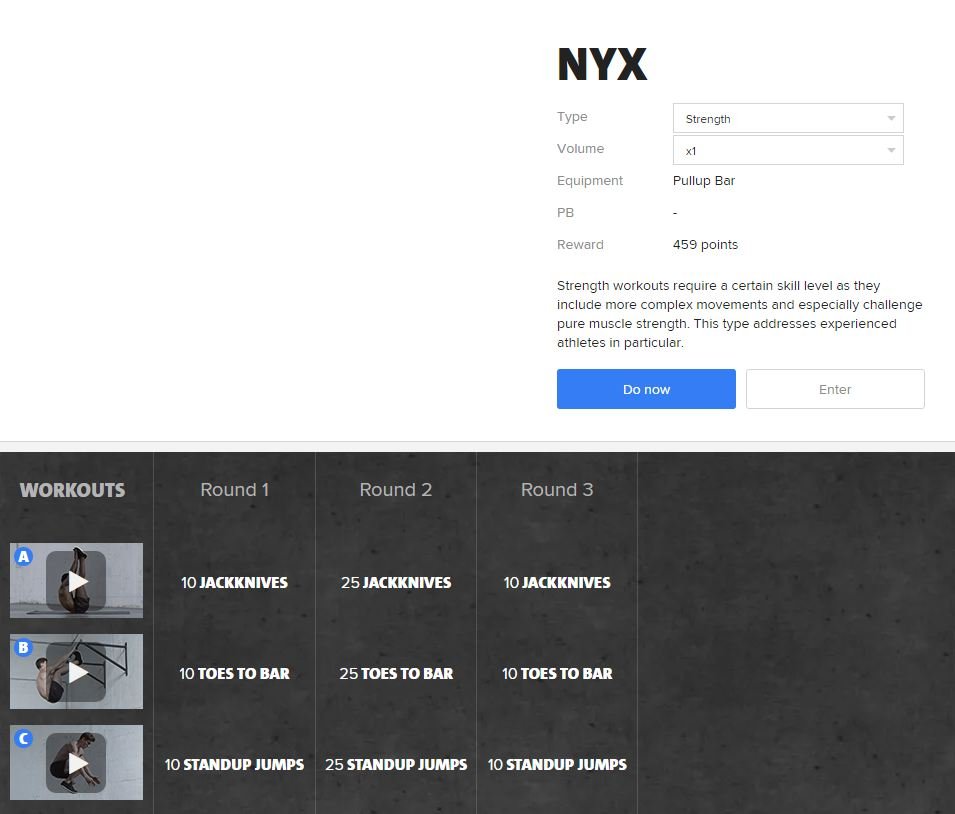 NYX
Type Strength
Volume x1
Equipment Pullup Bar
PB -
Reward 459 points
Strength workouts require a certain skill level as they
include more complex movements and especially challenge
pure muscle strength. This type addresses experienced
athletes in particular.
Do now Enter
WORKOUTS Round 1 Round 2 Round 3
A 10 JACKKNIVES 25 JACKKNIVES 10 JACKKNIVES
B 10 TOES TO BAR 25 TOES TO BAR 10 TOES TO BAR
C 10 STANDUP JUMPS 25 STANDUP JUMPS 10 STANDUP JUMPS